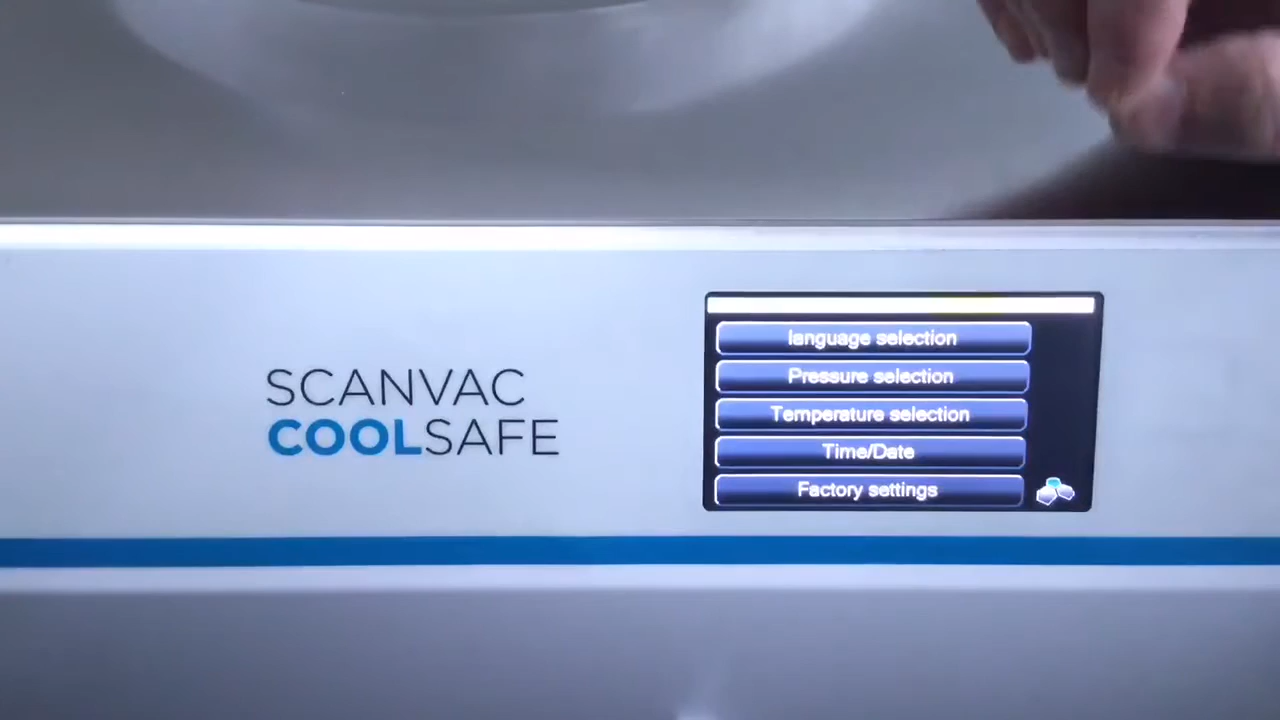 SCANVAC
COOLSAFE
language selection
Pressure selection
Temperature selection
Time/Date
Factory settings